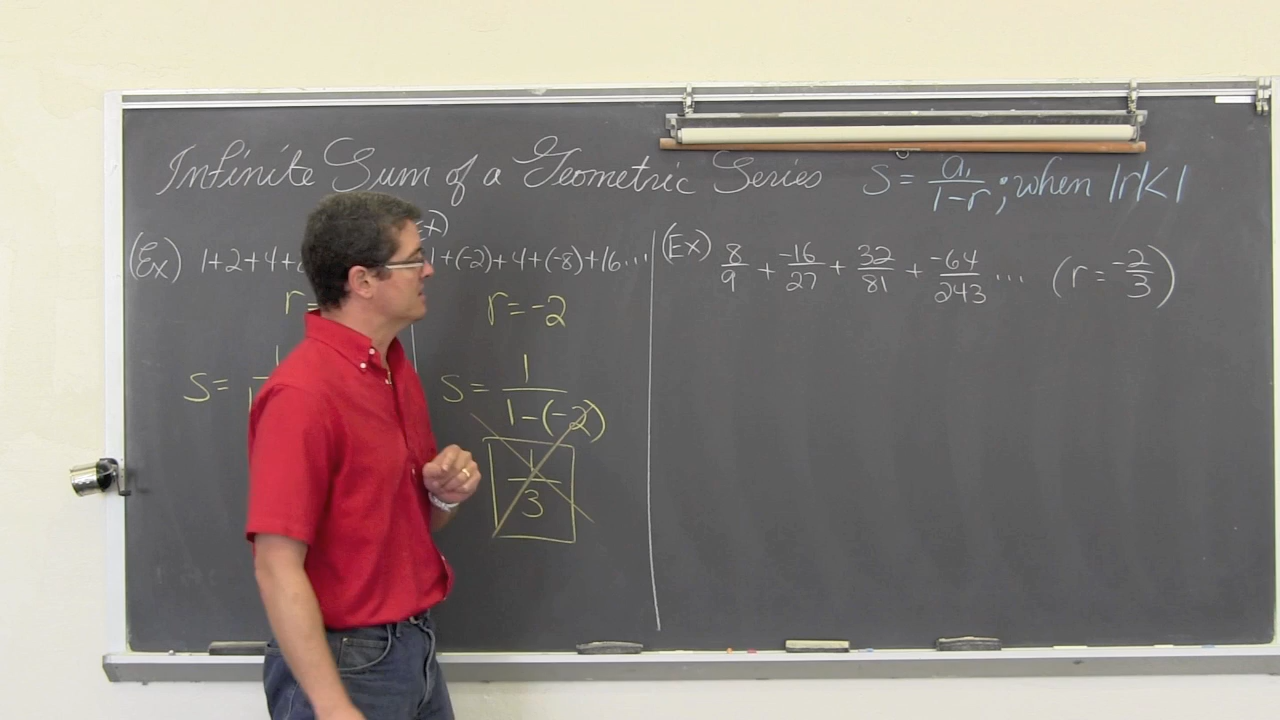 Infinite Sum of a Geometric Series S = a₁/(1-r); when |r|<1
(Ex) 1+2+4+
Ex) 1+(-2)+4+(-8)+16...
r=
r=-2
S=
S = 1/(1-(-2))
1/3
(Ex) 8/9 + -16/27 + 32/81 + -64/243 ... (r = -2/3)